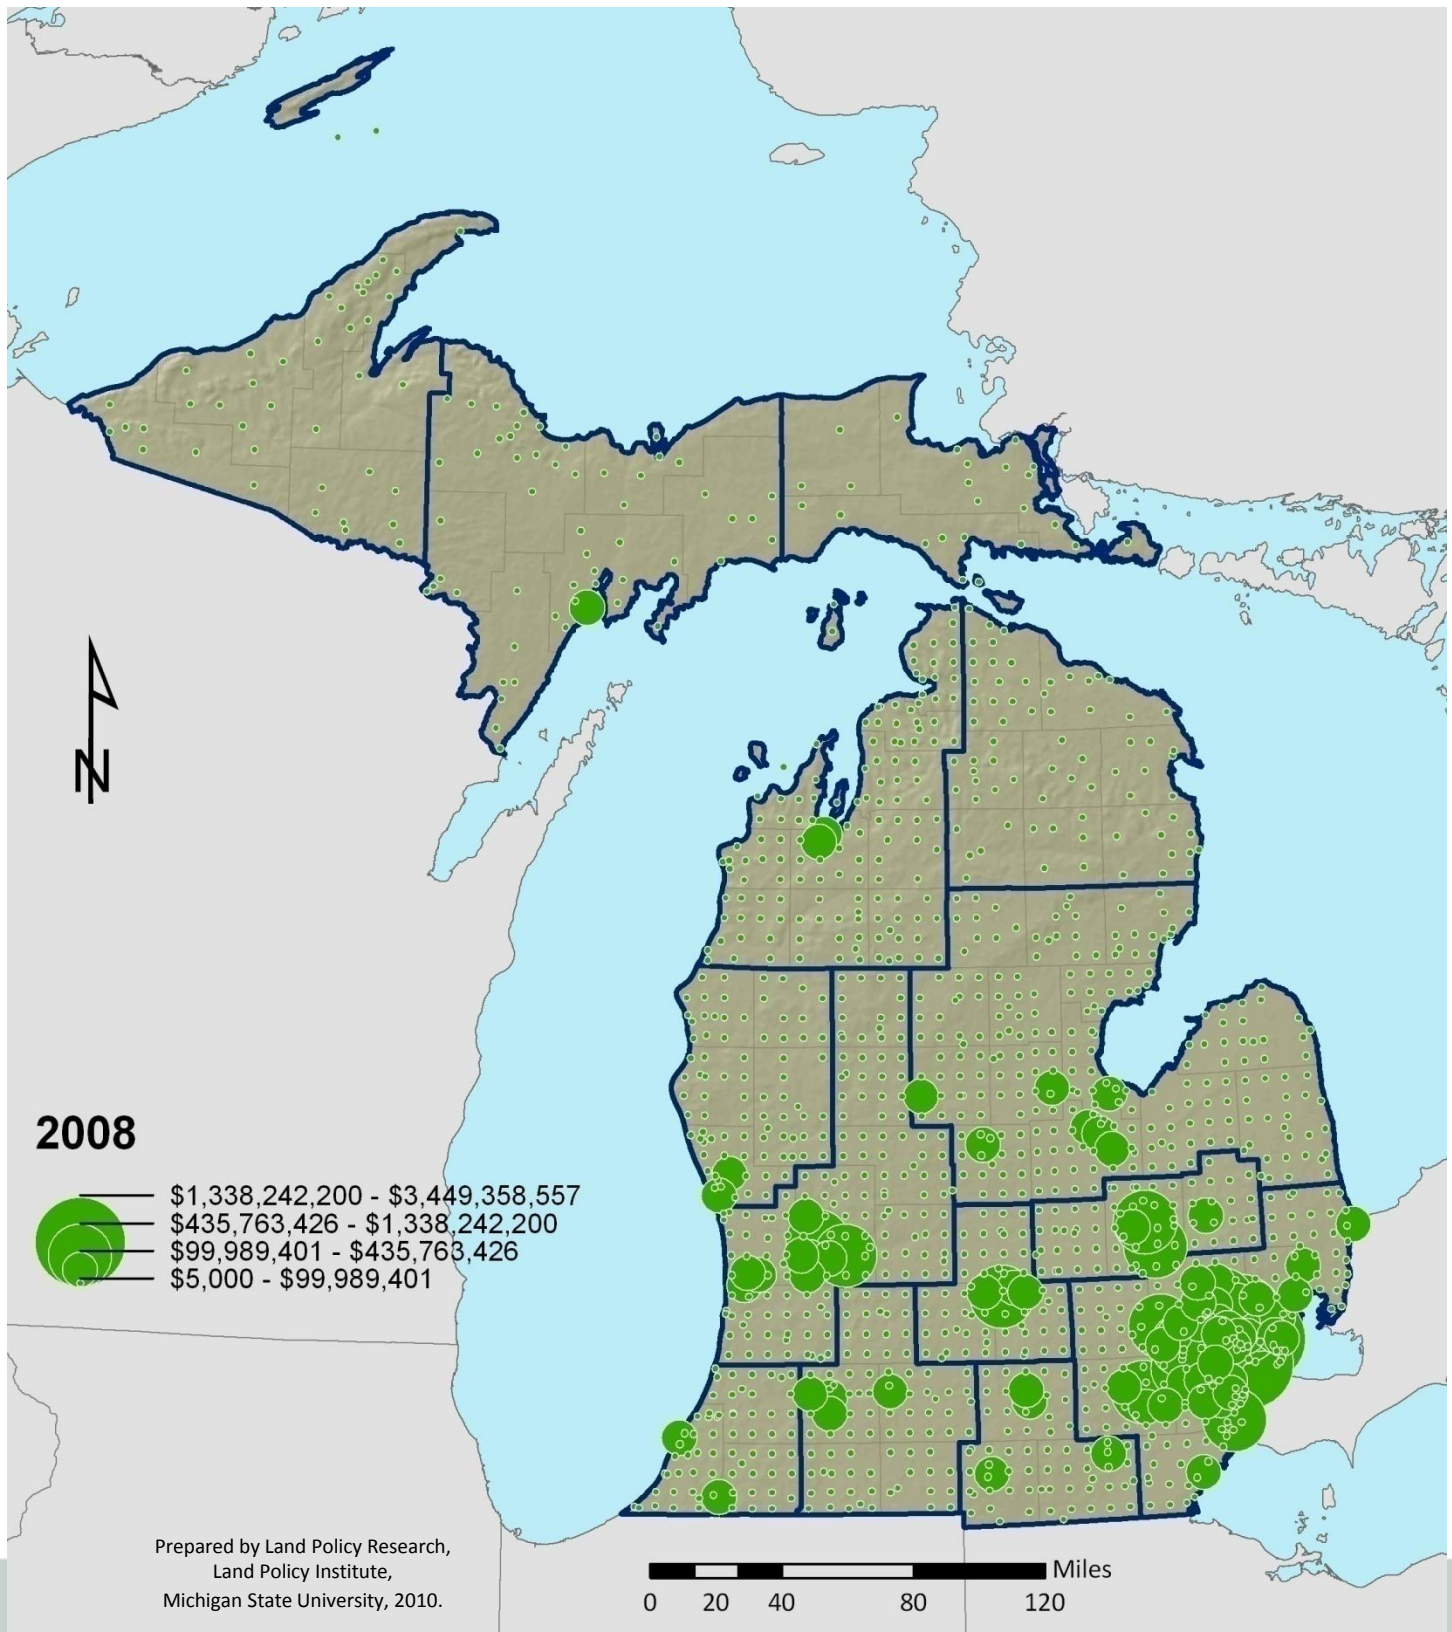 N
2008
$1,338,242,200 - $3,449,358,557
$435,763,426 - $1,338,242,200
$99,989,401 - $435,763,426
$5,000 - $99,989,401
Prepared by Land Policy Research,
Land Policy Institute,
Michigan State University, 2010.
Miles
0 20 40 80 120